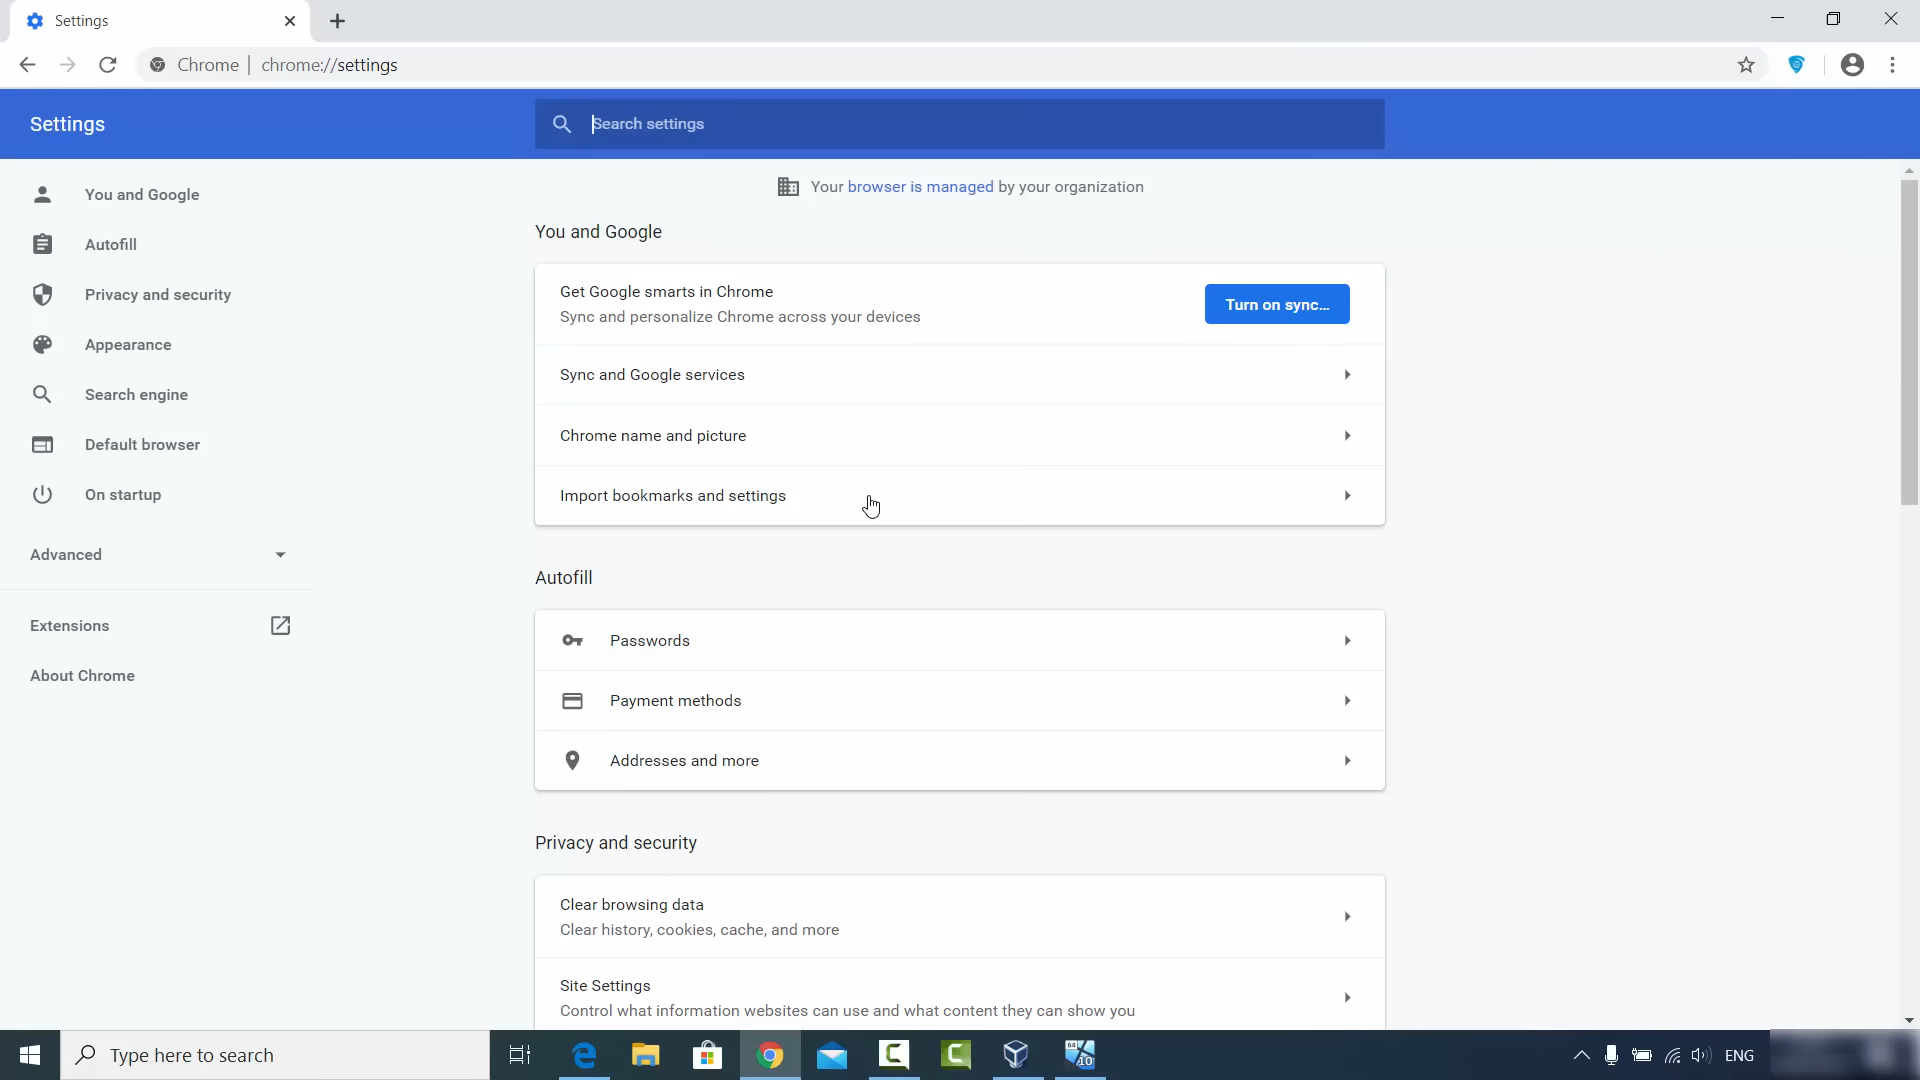 Settings
Chrome | chrome://settings
Settings
Search settings
You and Google
Autofill
Privacy and security
Appearance
Search engine
Default browser
On startup
Advanced
Extensions
About Chrome
Your browser is managed by your organization
You and Google
Get Google smarts in Chrome
Sync and personalize Chrome across your devices
Turn on sync...
Sync and Google services
Chrome name and picture
Import bookmarks and settings
Autofill
Passwords
Payment methods
Addresses and more
Privacy and security
Clear browsing data
Clear history, cookies, cache, and more
Site Settings
Control what information websites can use and what content they can show you
Type here to search
64
10
ENG